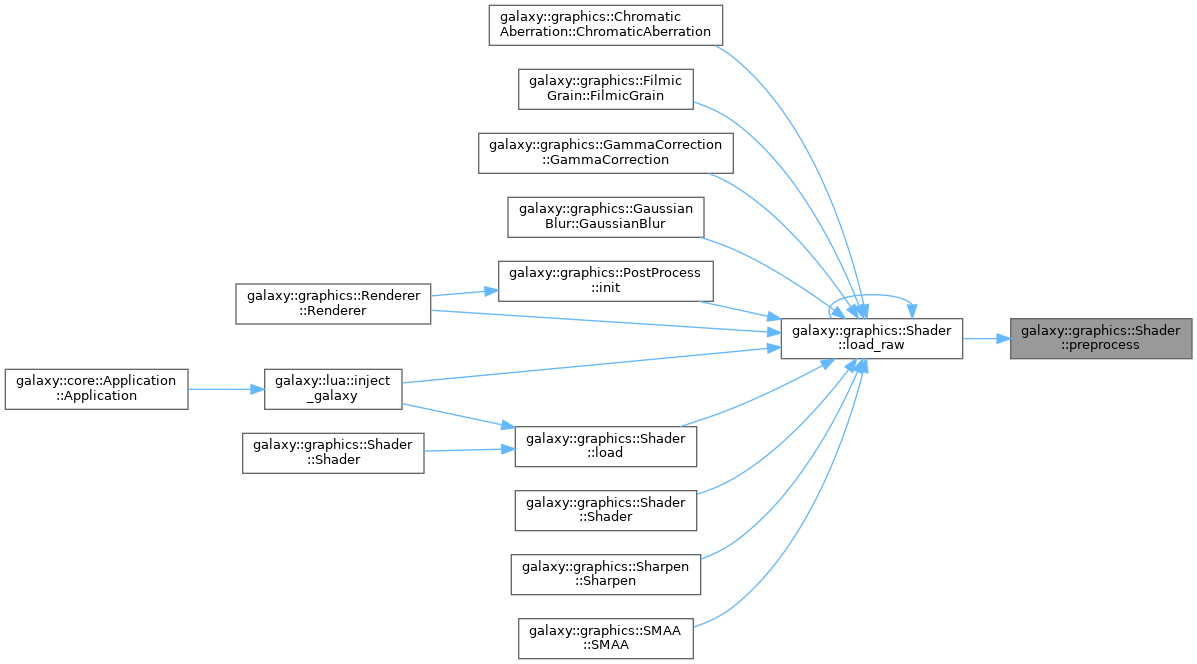 galaxy::graphics::Chromatic
Aberration::ChromaticAberration
galaxy::graphics::Filmic
Grain::FilmicGrain
galaxy::graphics::GammaCorrection
::GammaCorrection
galaxy::graphics::Gaussian
Blur::GaussianBlur
galaxy::graphics::PostProcess
::init
galaxy::graphics::Renderer
::Renderer
galaxy::graphics::Shader
::load_raw
galaxy::graphics::Shader
::preprocess
galaxy::core::Application
::Application
galaxy::lua::inject
_galaxy
galaxy::graphics::Shader
::Shader
galaxy::graphics::Shader
::load
galaxy::graphics::Shader
::Shader
galaxy::graphics::Sharpen
::Sharpen
galaxy::graphics::SMAA
::SMAA